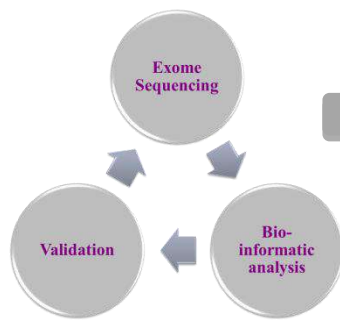 Exome
Sequencing
Bio-
informatic
analysis
Validation